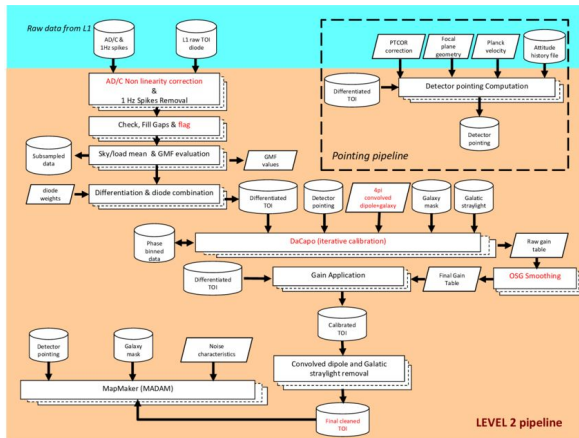 Raw data from L1
AD/C &
1Hz spikes
L1 raw TOI
diode
PTCOR
correction
Focal
plane
geometry
Planck
velocity
Attitude
history file
AD/C Non linearity correction
&
1 Hz Spikes Removal
Differentiated
TOI
Detector pointing Computation
Check, Fill Gaps & flag
Detector
pointing
Subsampled
data
Sky/load mean & GMF evaluation
GMF
values
Pointing pipeline
diode
weights
Differentiation & diode combination
Differentiated
TOI
Detector
pointing
4pi
convolved
dipole+galaxy
Galaxy
mask
Galatic
straylight
Phase
binned
data
DaCapo (iterative calibration)
Raw gain
table
Differentiated
TOI
Gain Application
Final Gain
Table
OSG Smoothing
Calibrated
TOI
Detector
pointing
Galaxy
mask
Noise
characteristics
Convolved dipole and Galactic
straylight removal
MapMaker (MADAM)
Final cleaned
TOI
LEVEL 2 pipeline